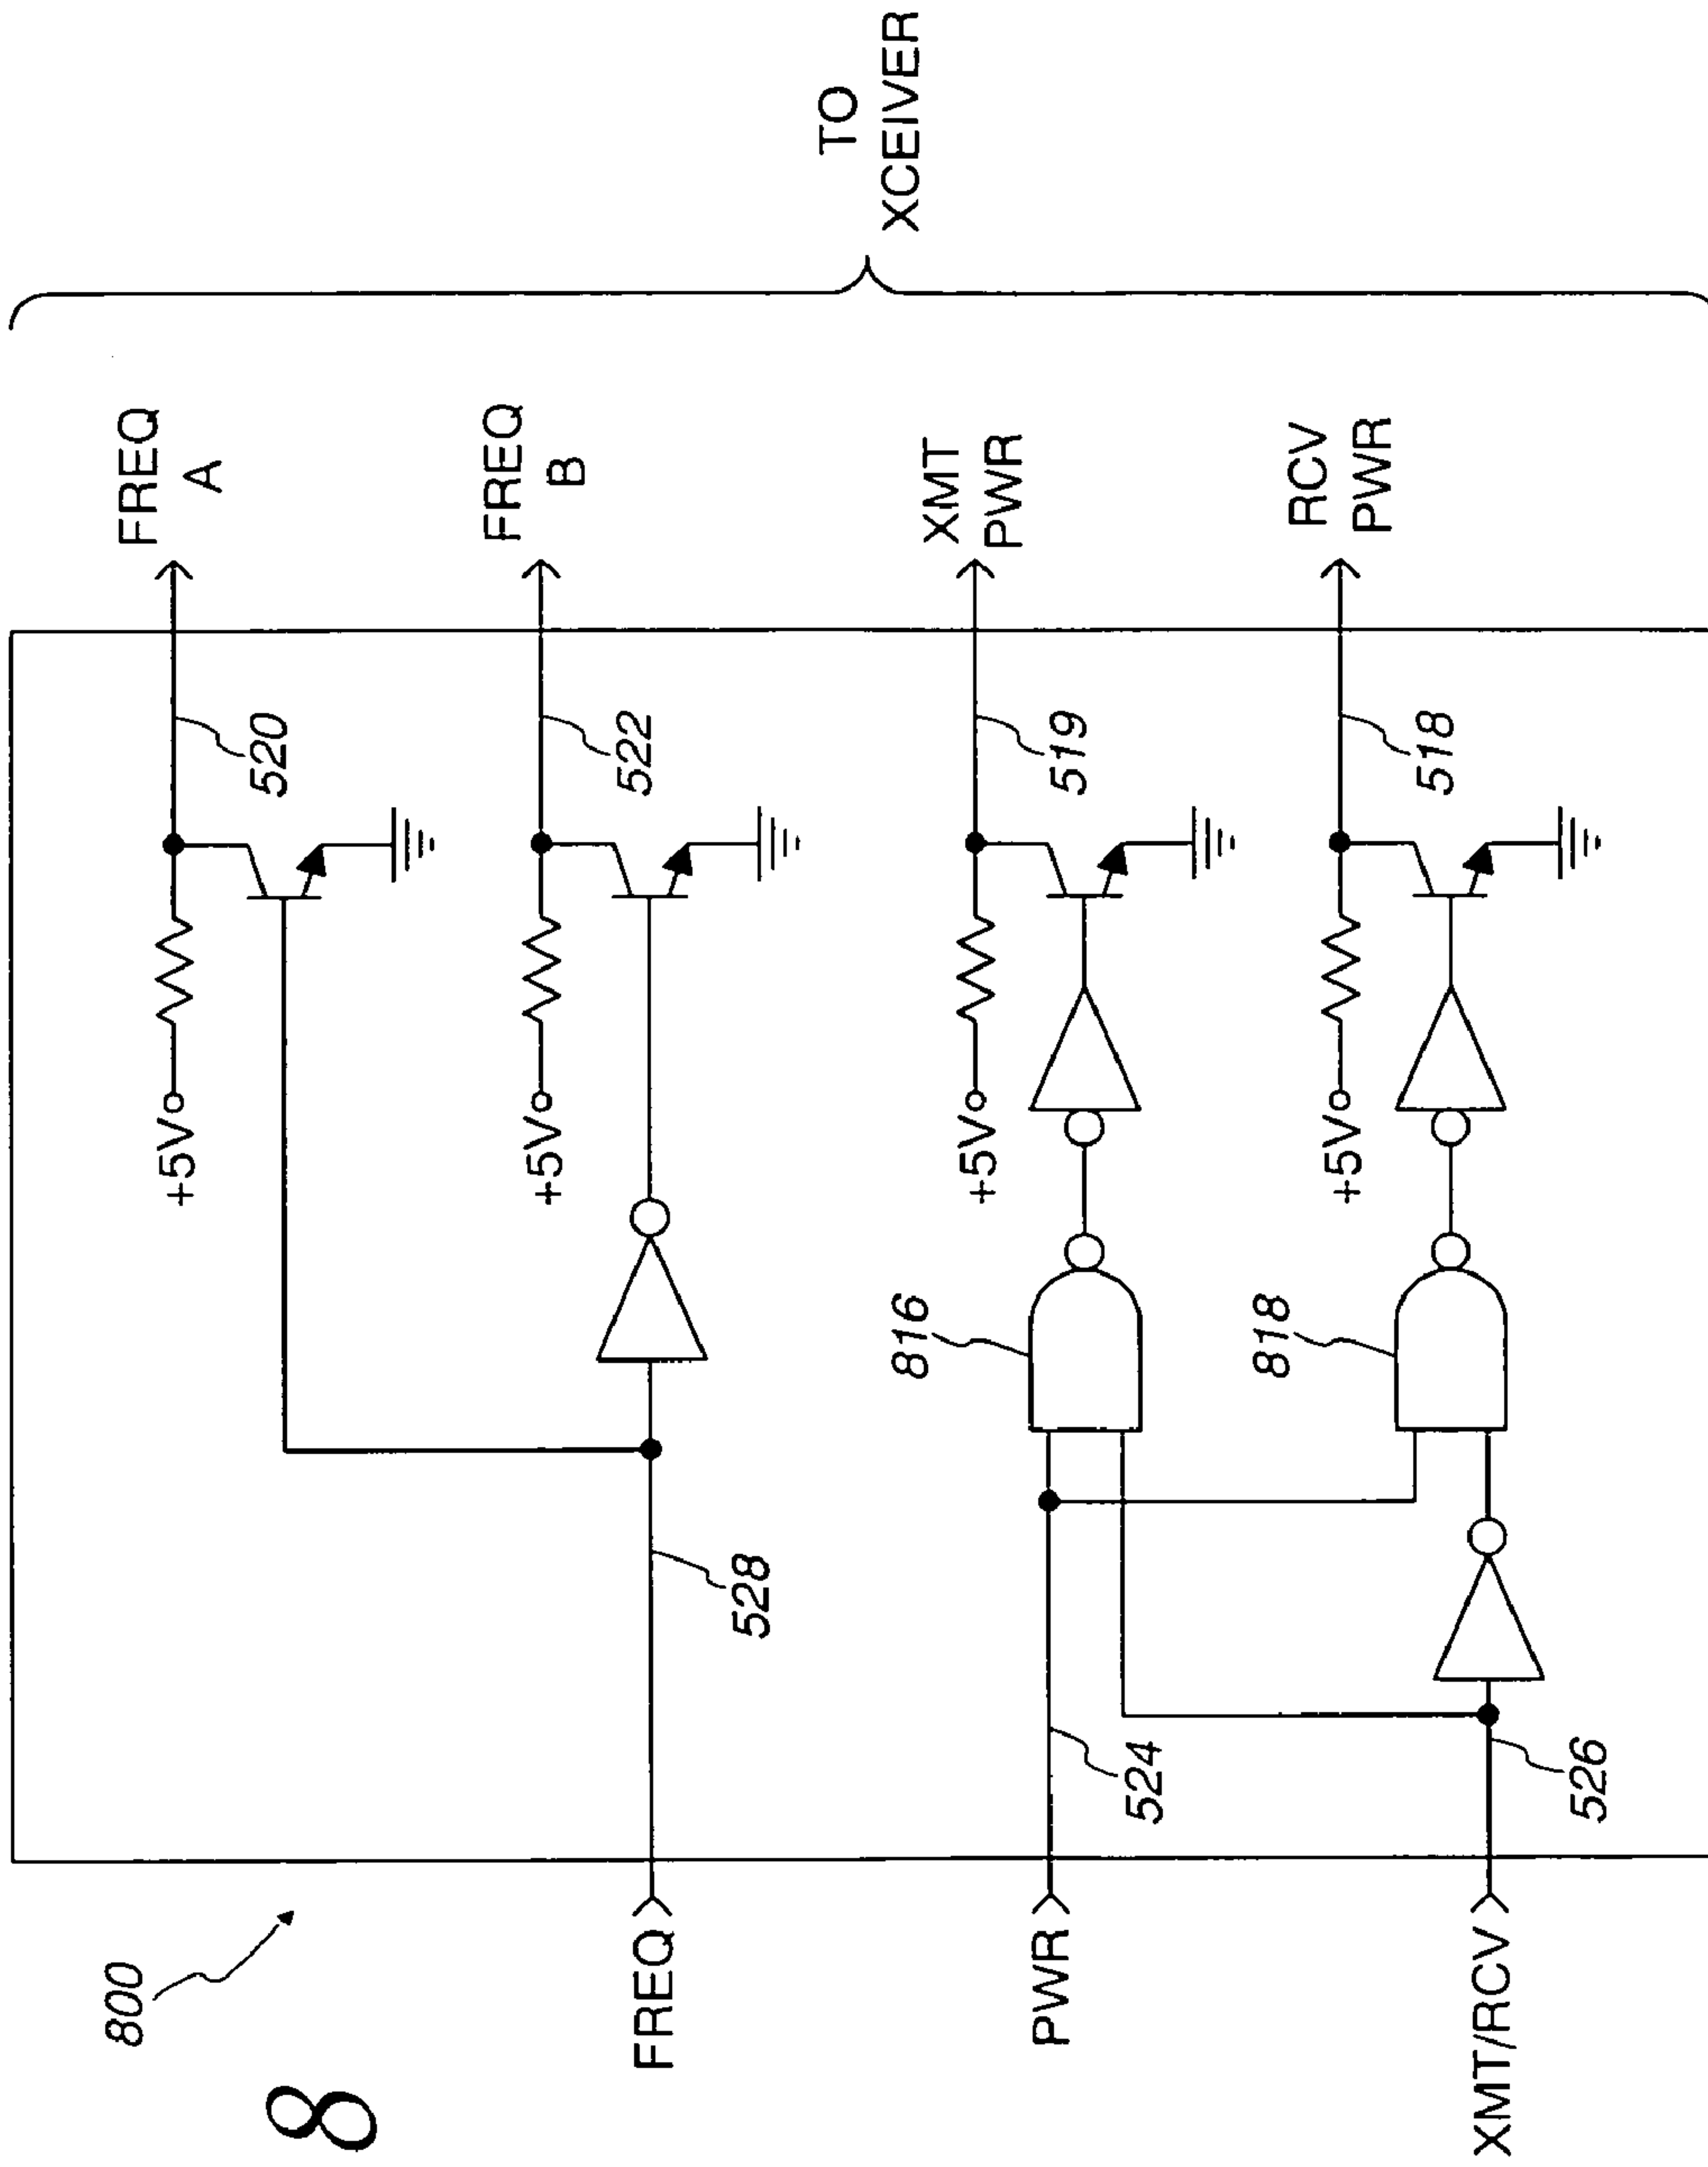 8
800
FREQ
PWR
XMT/RCV
528
524
526
816
818
+5V
+5V
+5V
+5V
520
522
519
518
FREQ
A
FREQ
B
XMT
PWR
RCV
PWR
TO
XCEIVER